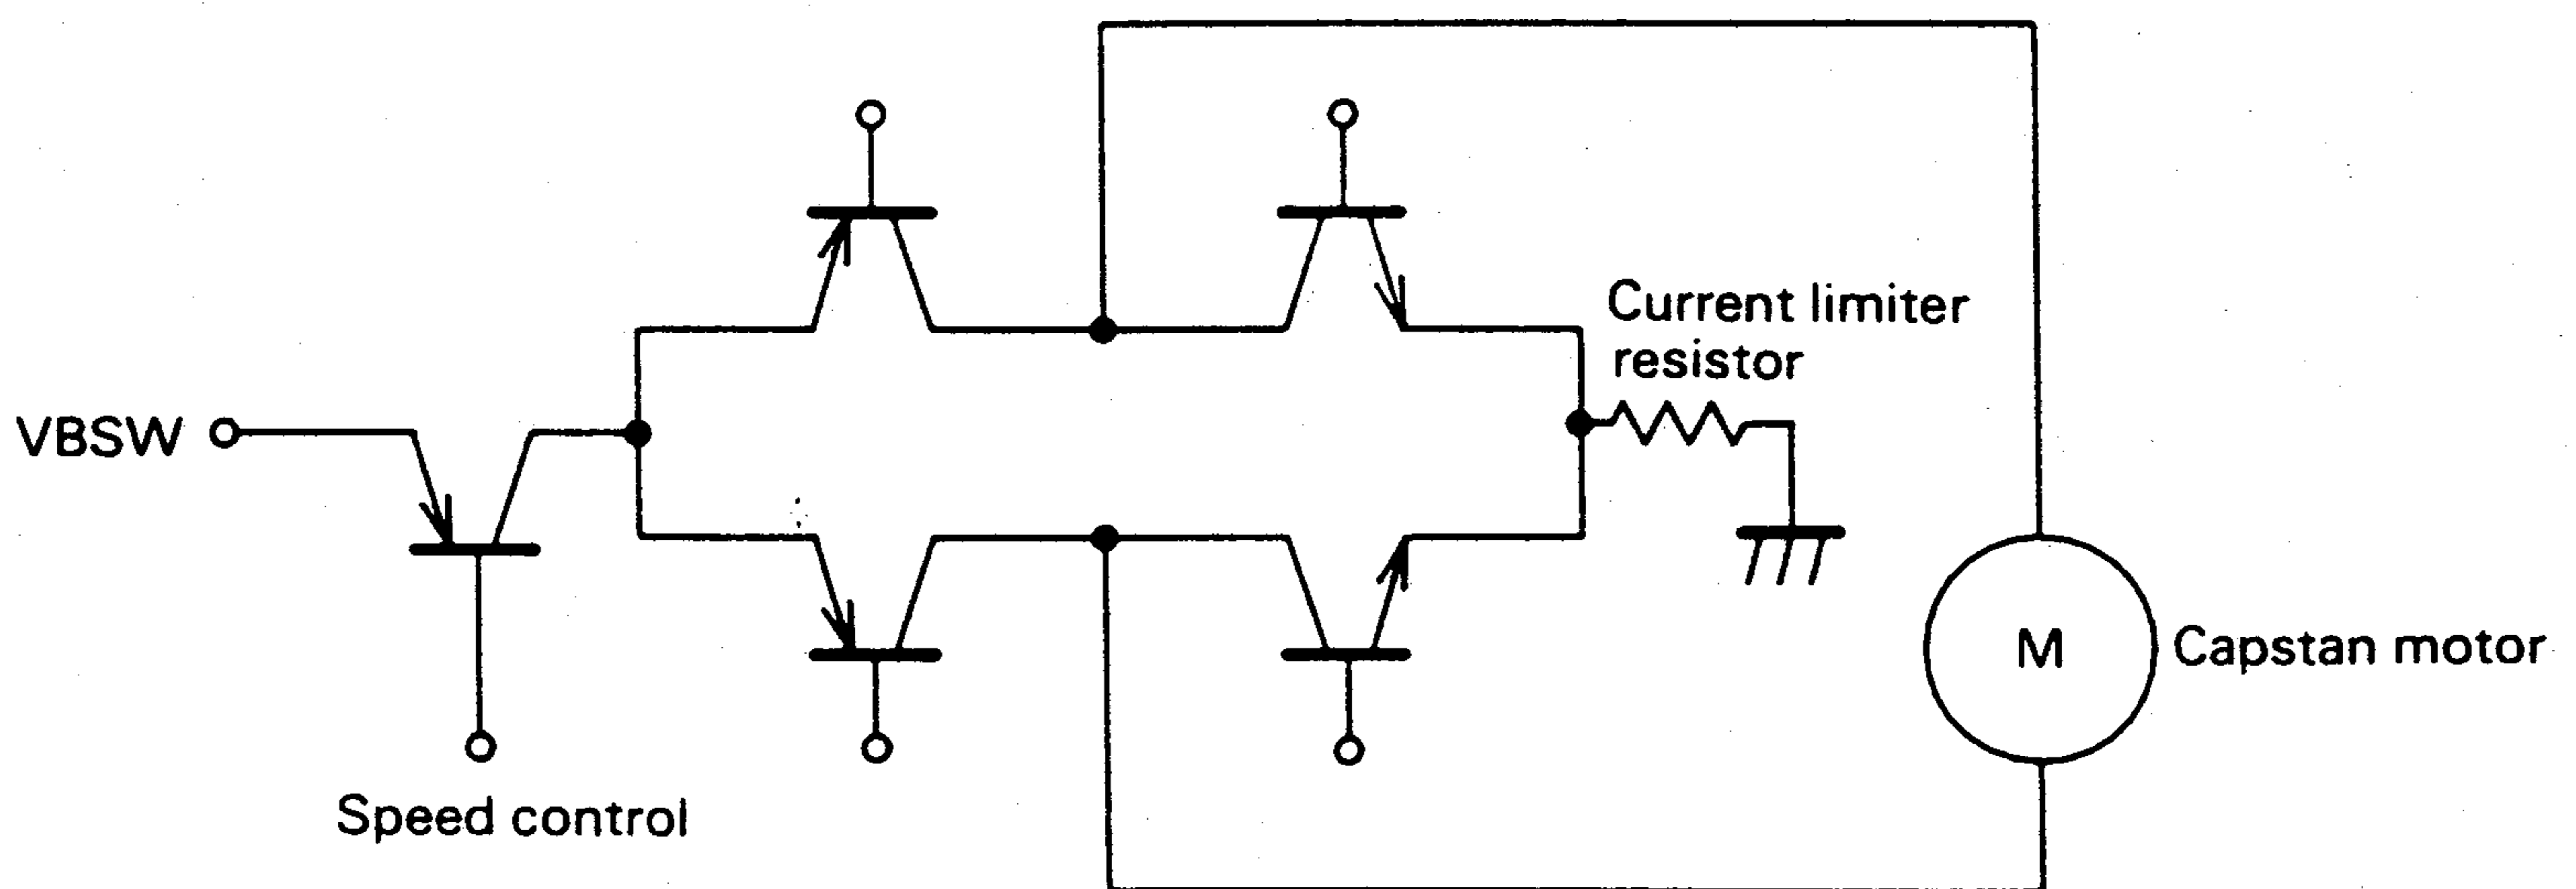 Current limiter
resistor
VBSW
M
Capstan motor
Speed control